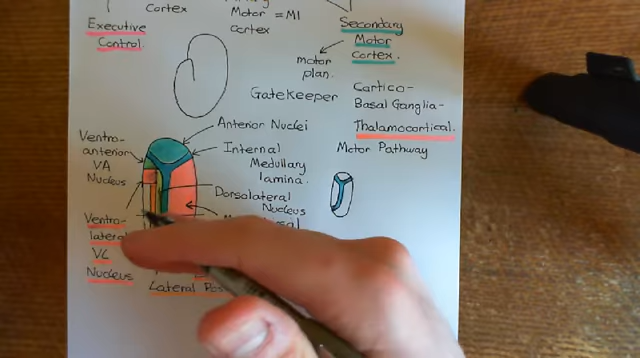 Cortex
Motor = MI
cortex
Executive
Control.
Secondary
Motor
Cortex.
motor
plan.
Gatekeeper
Cortico-
Basal Ganglia-
Thalamocortical.
Motor Pathway
Anterior Nuclei
Internal
Medullary
lamina.
Dorsolateral
Nucleus
Ventro-
anterior
VA
Nucleus
Ventro-
lateral
VL
Nucleus
Lateral